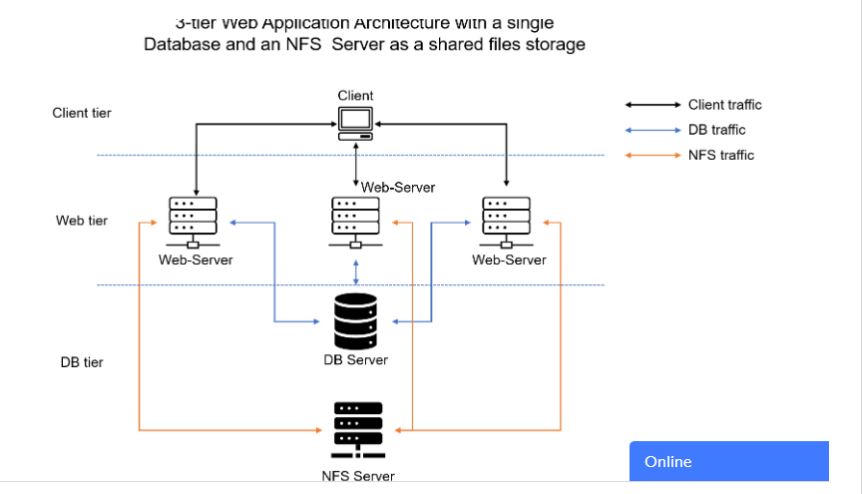 3-tier Web Application Architecture with a single
Database and an NFS Server as a shared files storage
Client
Client tier
Client traffic
DB traffic
NFS traffic
Web-Server
Web tier
Web-Server
Web-Server
DB Server
DB tier
NFS Server
Online